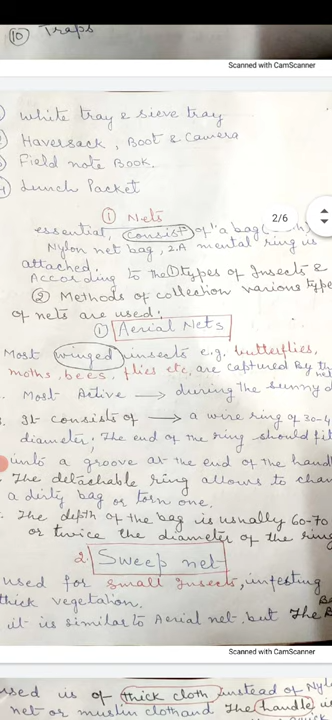 ⑩ Traps
Scanned with CamScanner
White tray & sieve tray
Haversack, Boot & Camera
Field note Book.
Lunch Packet
① Nets
2/6
essential, consist of "a bag
Nylon net bag, 2. A mental ring is
attached.
According to the ① types of Insects &
② Methods of collection various type
of nets are used:
① Aerial Nets
Most winged insects e.g. butterflies,
moths, bees, flies etc, are captured by
Most Active → during the sunny
It consists of → a wire ring of 30-4
diameter; The end of the ring should fit
into a groove at the end of the hand
The detachable ring allows to chan
a dirty bag or torn one.
The depth of the bag is usually 60-70
or twice the diameter of the ring
2. Sweep net
used for small Insects, infesting
thick vegetation.
it is similar to Aerial net, but The
Scanned with CamScanner
used is of thick cloth instead of Nyl
net or muslin cloth and The handle is